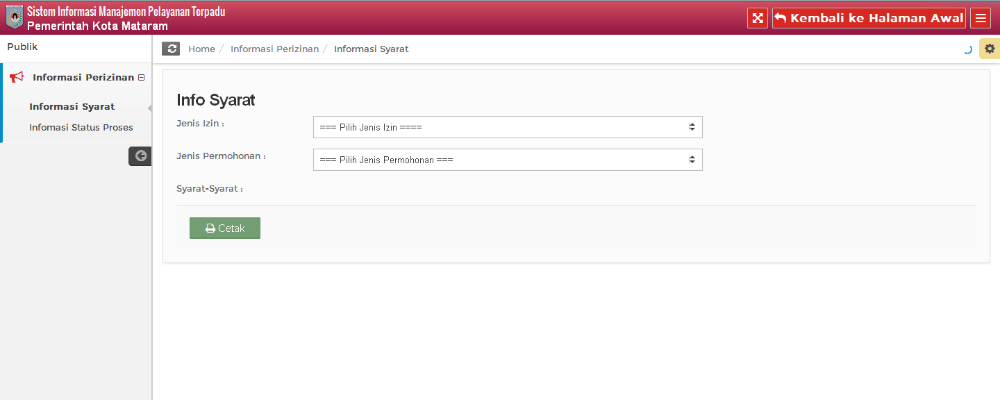 Sistem Informasi Manajemen Pelayanan Terpadu
Pemerintah Kota Mataram
Kembali ke Halaman Awal
Publik
Home / Informasi Perizinan / Informasi Syarat
Informasi Perizinan
Informasi Syarat
Infomasi Status Proses
Info Syarat
Jenis Izin :
=== Pilih Jenis Izin ====
Jenis Permohonan :
=== Pilih Jenis Permohonan ===
Syarat-Syarat :
Cetak